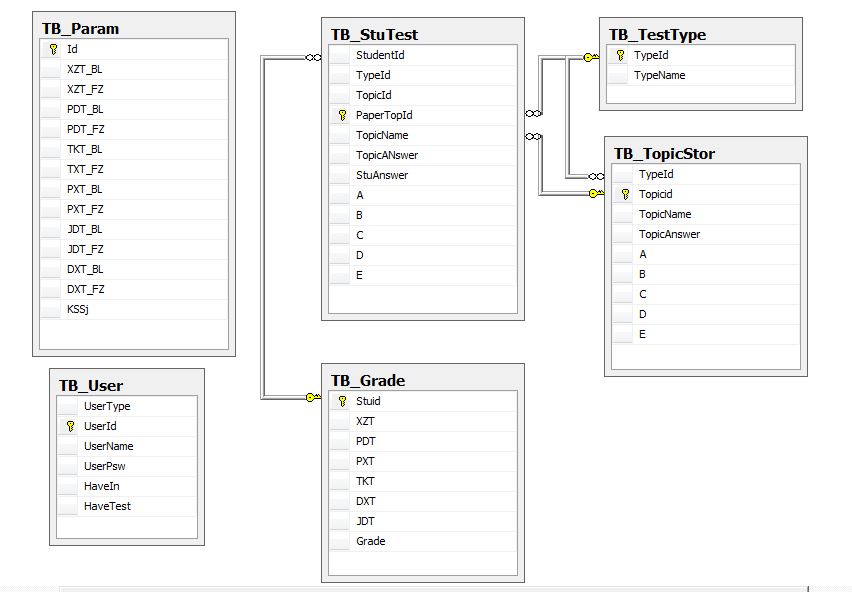 TB_Param
Id
XZT_BL
XZT_FZ
PDT_BL
PDT_FZ
TKT_BL
TXT_FZ
PXT_BL
PXT_FZ
JDT_BL
JDT_FZ
DXT_BL
DXT_FZ
KSSj
TB_User
UserType
UserId
UserName
UserPsw
HaveIn
HaveTest
TB_StuTest
StudentId
TypeId
TopicId
PaperTopId
TopicName
TopicANswer
StuAnswer
A
B
C
D
E
TB_Grade
Stuid
XZT
PDT
PXT
TKT
DXT
JDT
Grade
TB_TestType
TypeId
TypeName
TB_TopicStor
TypeId
Topicid
TopicName
TopicAnswer
A
B
C
D
E